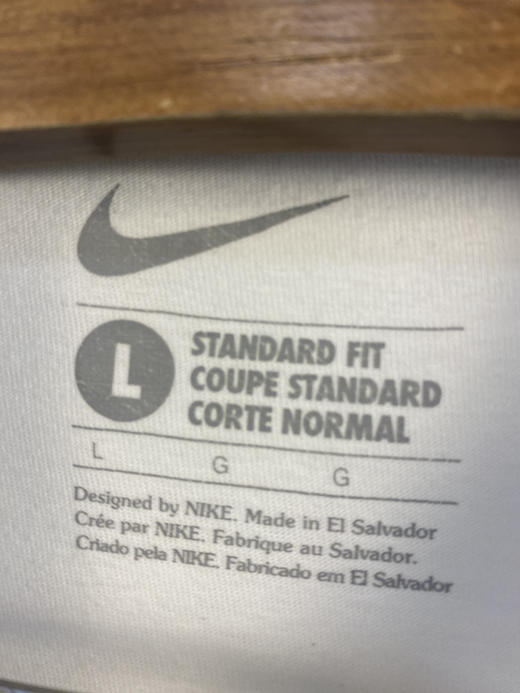 L
STANDARD FIT
COUPE STANDARD
CORTE NORMAL
L G G
Designed by NIKE. Made in El Salvador
Crée par NIKE. Fabrique au Salvador.
Criado pela NIKE. Fabricado em El Salvador